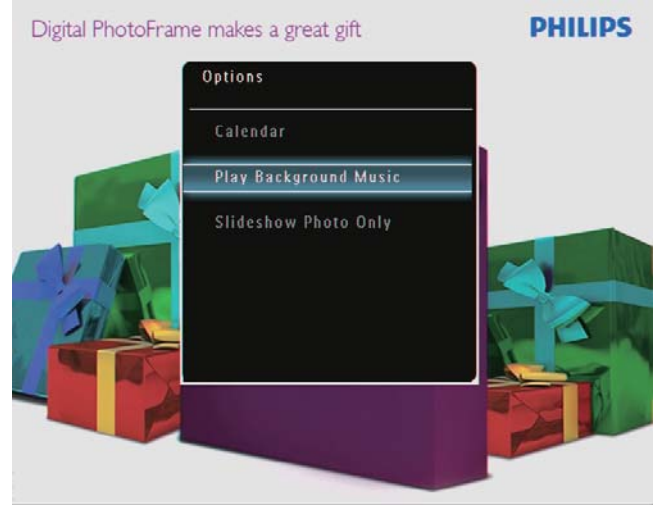 Digital PhotoFrame makes a great gift
PHILIPS
Options
Calendar
Play Background Music
Slideshow Photo Only